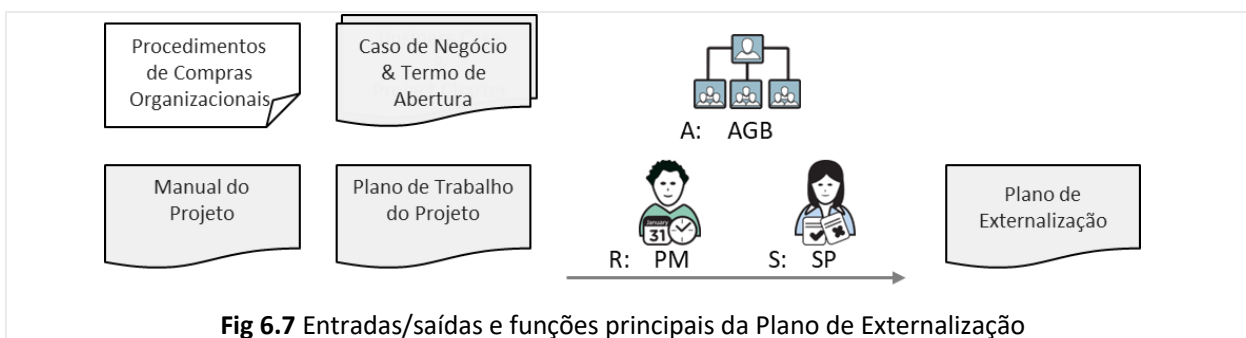 Procedimentos
de Compras
Organizacionais
Caso de Negócio
& Termo de
Abertura
A: AGB
Manual do
Projeto
Plano de Trabalho
do Projeto
January
31
R: PM
S: SP
Plano de
Externalização
Fig 6.7 Entradas/saídas e funções principais da Plano de Externalização